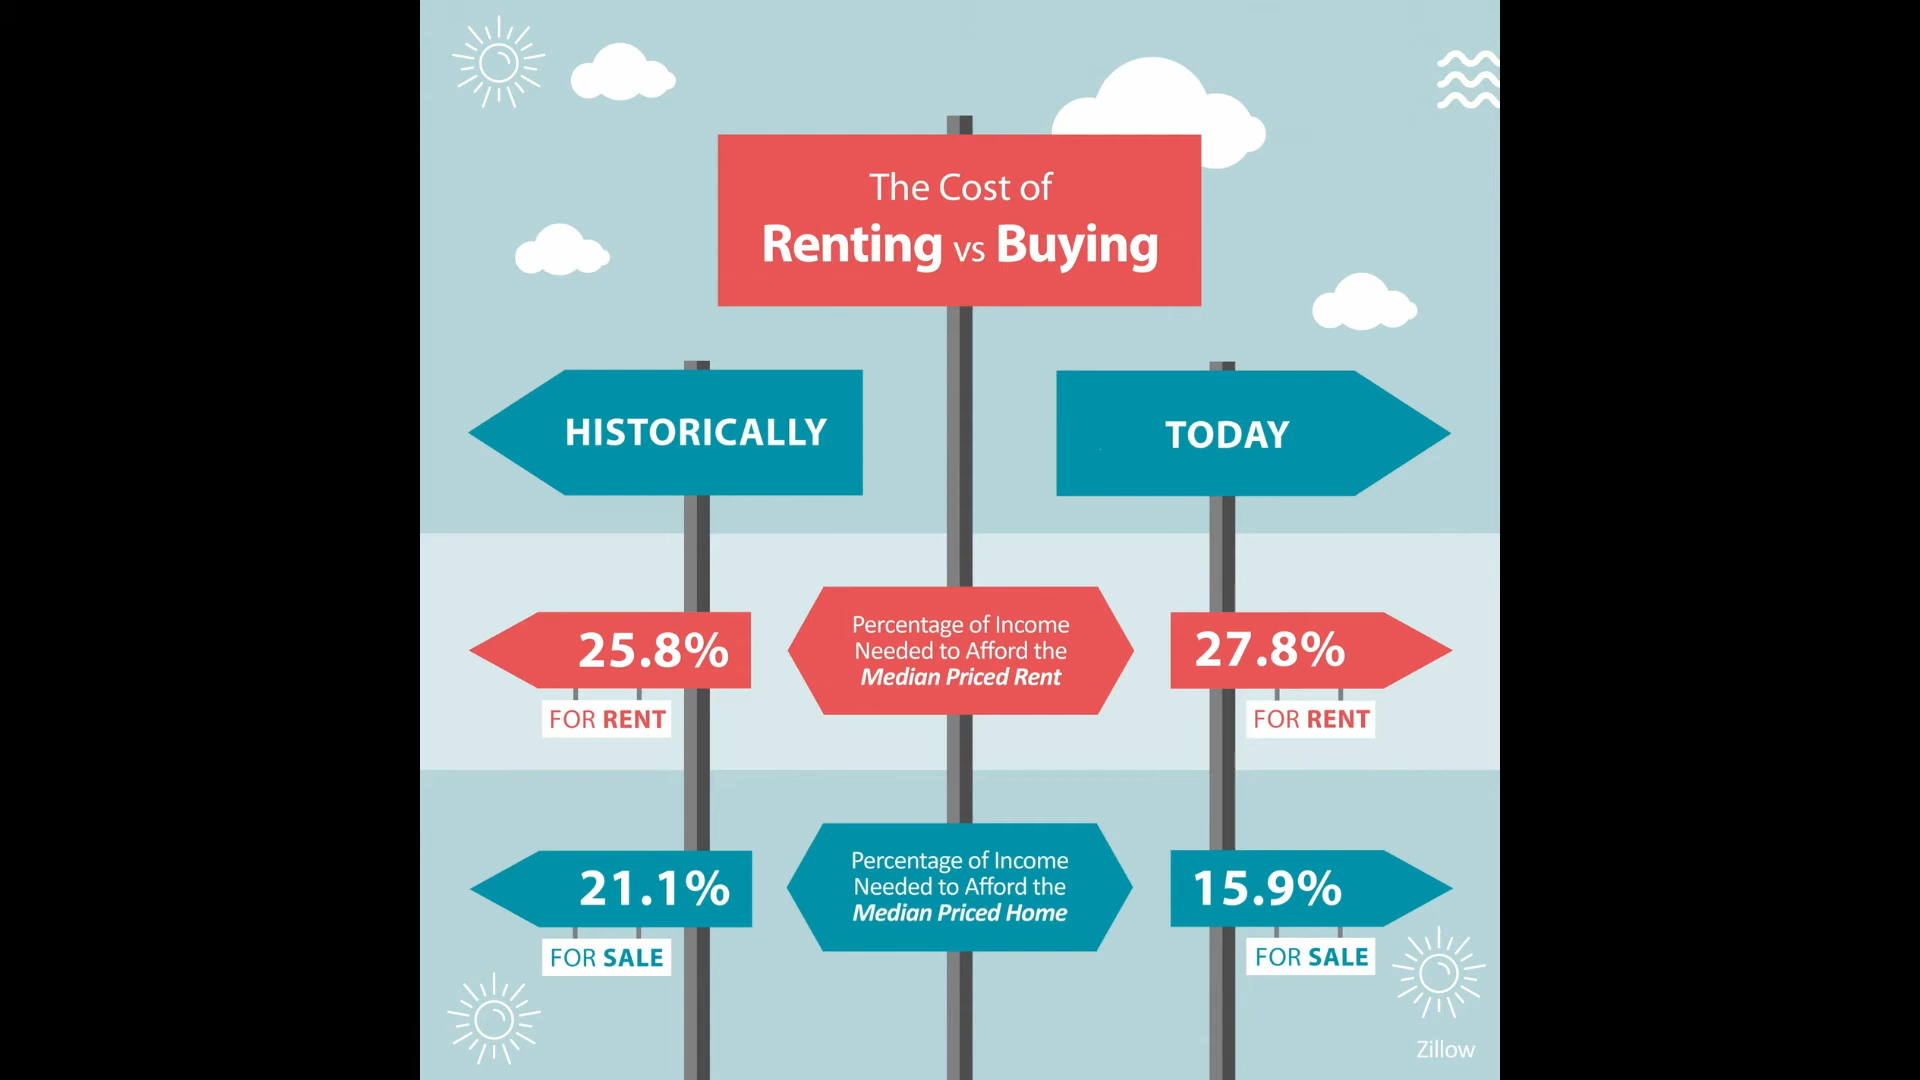 The Cost of
Renting vs Buying
HISTORICALLY
TODAY
25.8%
FOR RENT
Percentage of Income
Needed to Afford the
Median Priced Rent
27.8%
FOR RENT
21.1%
FOR SALE
Percentage of Income
Needed to Afford the
Median Priced Home
15.9%
FOR SALE
Zillow